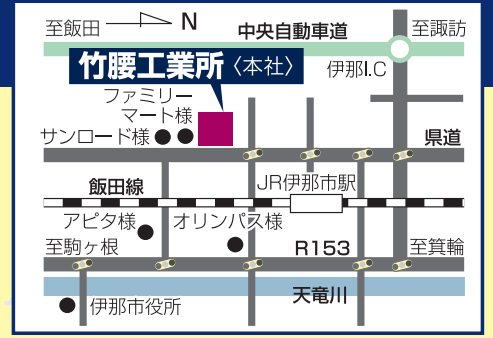 至飯田
N
中央自動車道
至諏訪
竹腰工業所〈本社〉
伊那I.C
ファミリー
マート様
サンロード様
県道
飯田線
JR伊那市駅
アピタ様
オリンパス様
至駒ヶ根
R153
至箕輪
天竜川
伊那市役所